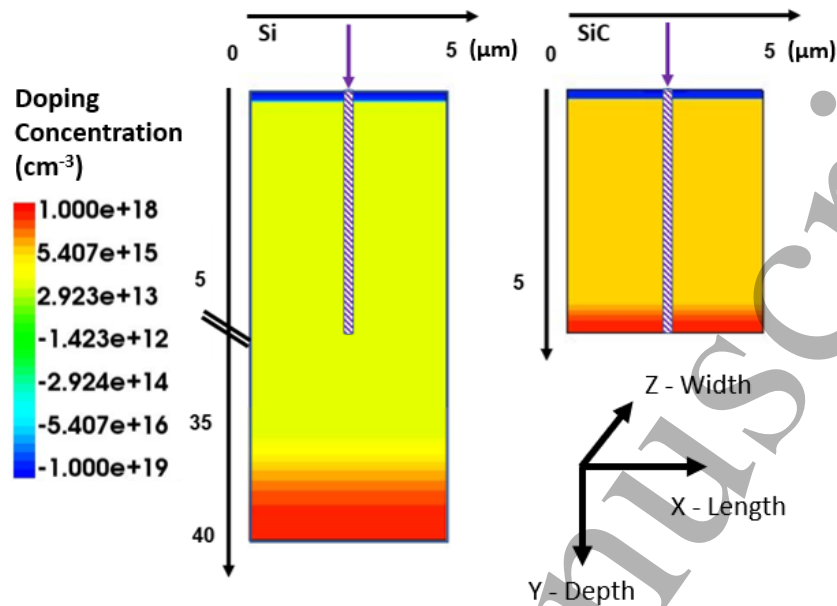 0
Si
5 (μm)
0
SiC
5 (μm)
Doping
Concentration
(cm-3)
1.000e+18
5.407e+15
2.923e+13
-1.423e+12
-2.924e+14
-5.407e+16
-1.000e+19
5
35
40
5
Z - Width
X - Length
Y - Depth
nuscri